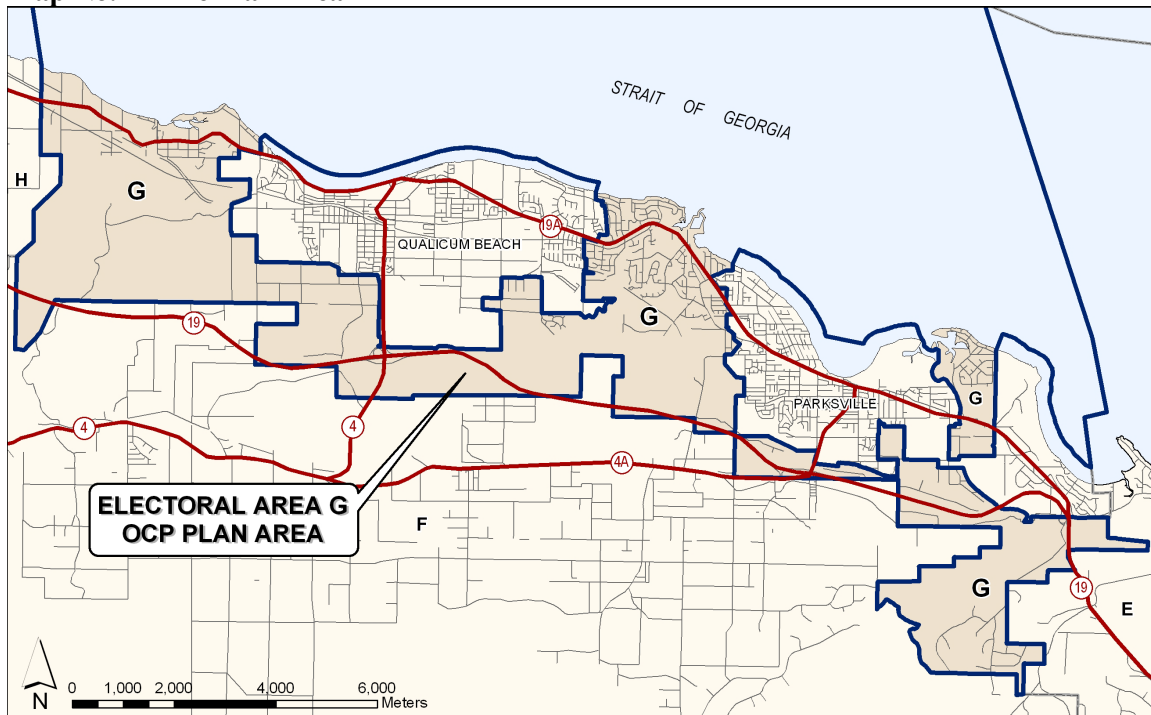 STRAIT OF GEORGIA
H
G
19A
QUALICUM BEACH
G
19
G
PARKSVILLE
4
4
4A
ELECTORAL AREA G
OCP PLAN AREA
F
G
19
E
N
0 1,000 2,000 4,000 6,000
Meters